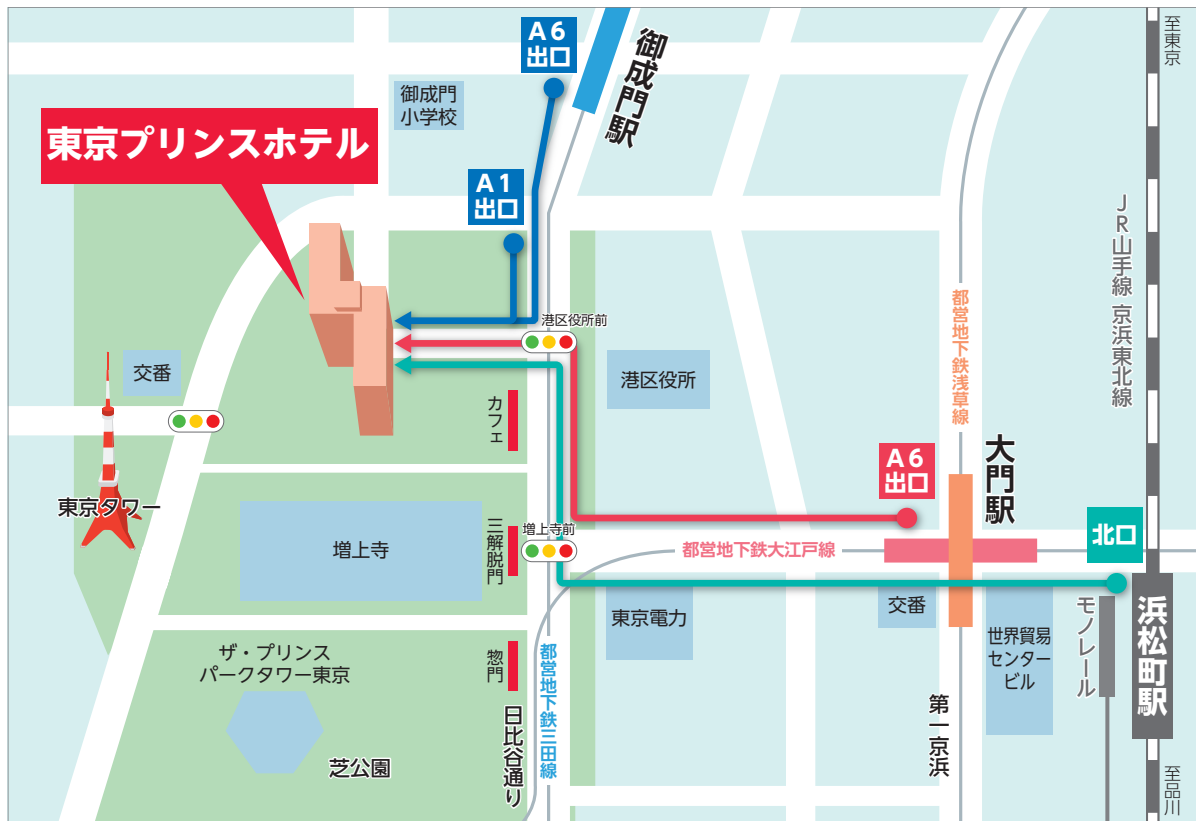 A6
出口
御成門駅
至東京
御成門
小学校
東京プリンスホテル
A1
出口
JR山手線 京浜東北線
都営地下鉄浅草線
港区役所前
港区役所
交番
カフェ
A6
出口
大門駅
東京タワー
増上寺
三解脱門
増上寺前
都営地下鉄大江戸線
北口
東京電力
交番
世界貿易
センター
ビル
モノレール
浜松町駅
ザ・プリンス
パークタワー東京
惣門
都営地下鉄三田線
日比谷通り
第一京浜
芝公園
至品川